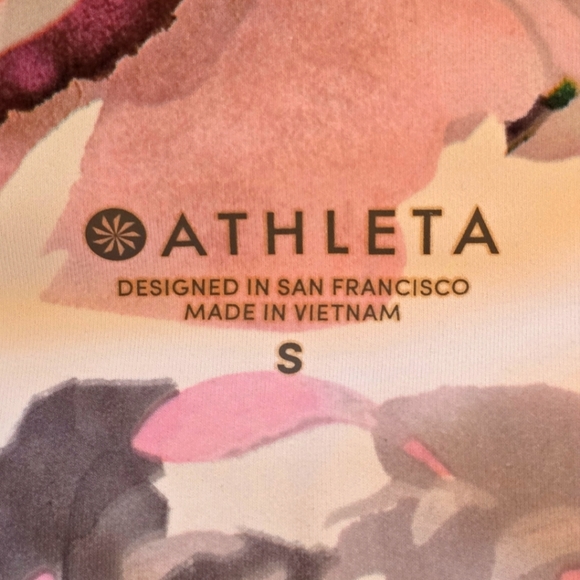 ATHLETA
DESIGNED IN SAN FRANCISCO
MADE IN VIETNAM
S